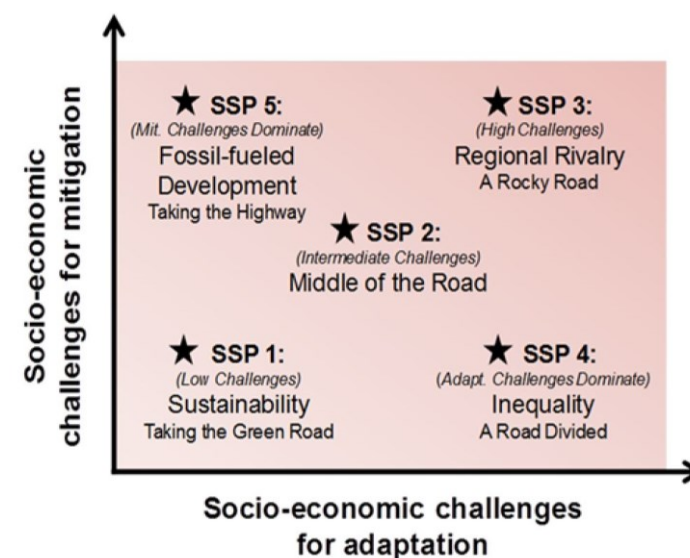 Socio-economic
challenges for mitigation
★ SSP 5:
(Mit. Challenges Dominate)
Fossil-fueled
Development
Taking the Highway
★ SSP 3:
(High Challenges)
Regional Rivalry
A Rocky Road
★ SSP 2:
(Intermediate Challenges)
Middle of the Road
★ SSP 1:
(Low Challenges)
Sustainability
Taking the Green Road
★ SSP 4:
(Adapt. Challenges Dominate)
Inequality
A Road Divided
Socio-economic challenges
for adaptation